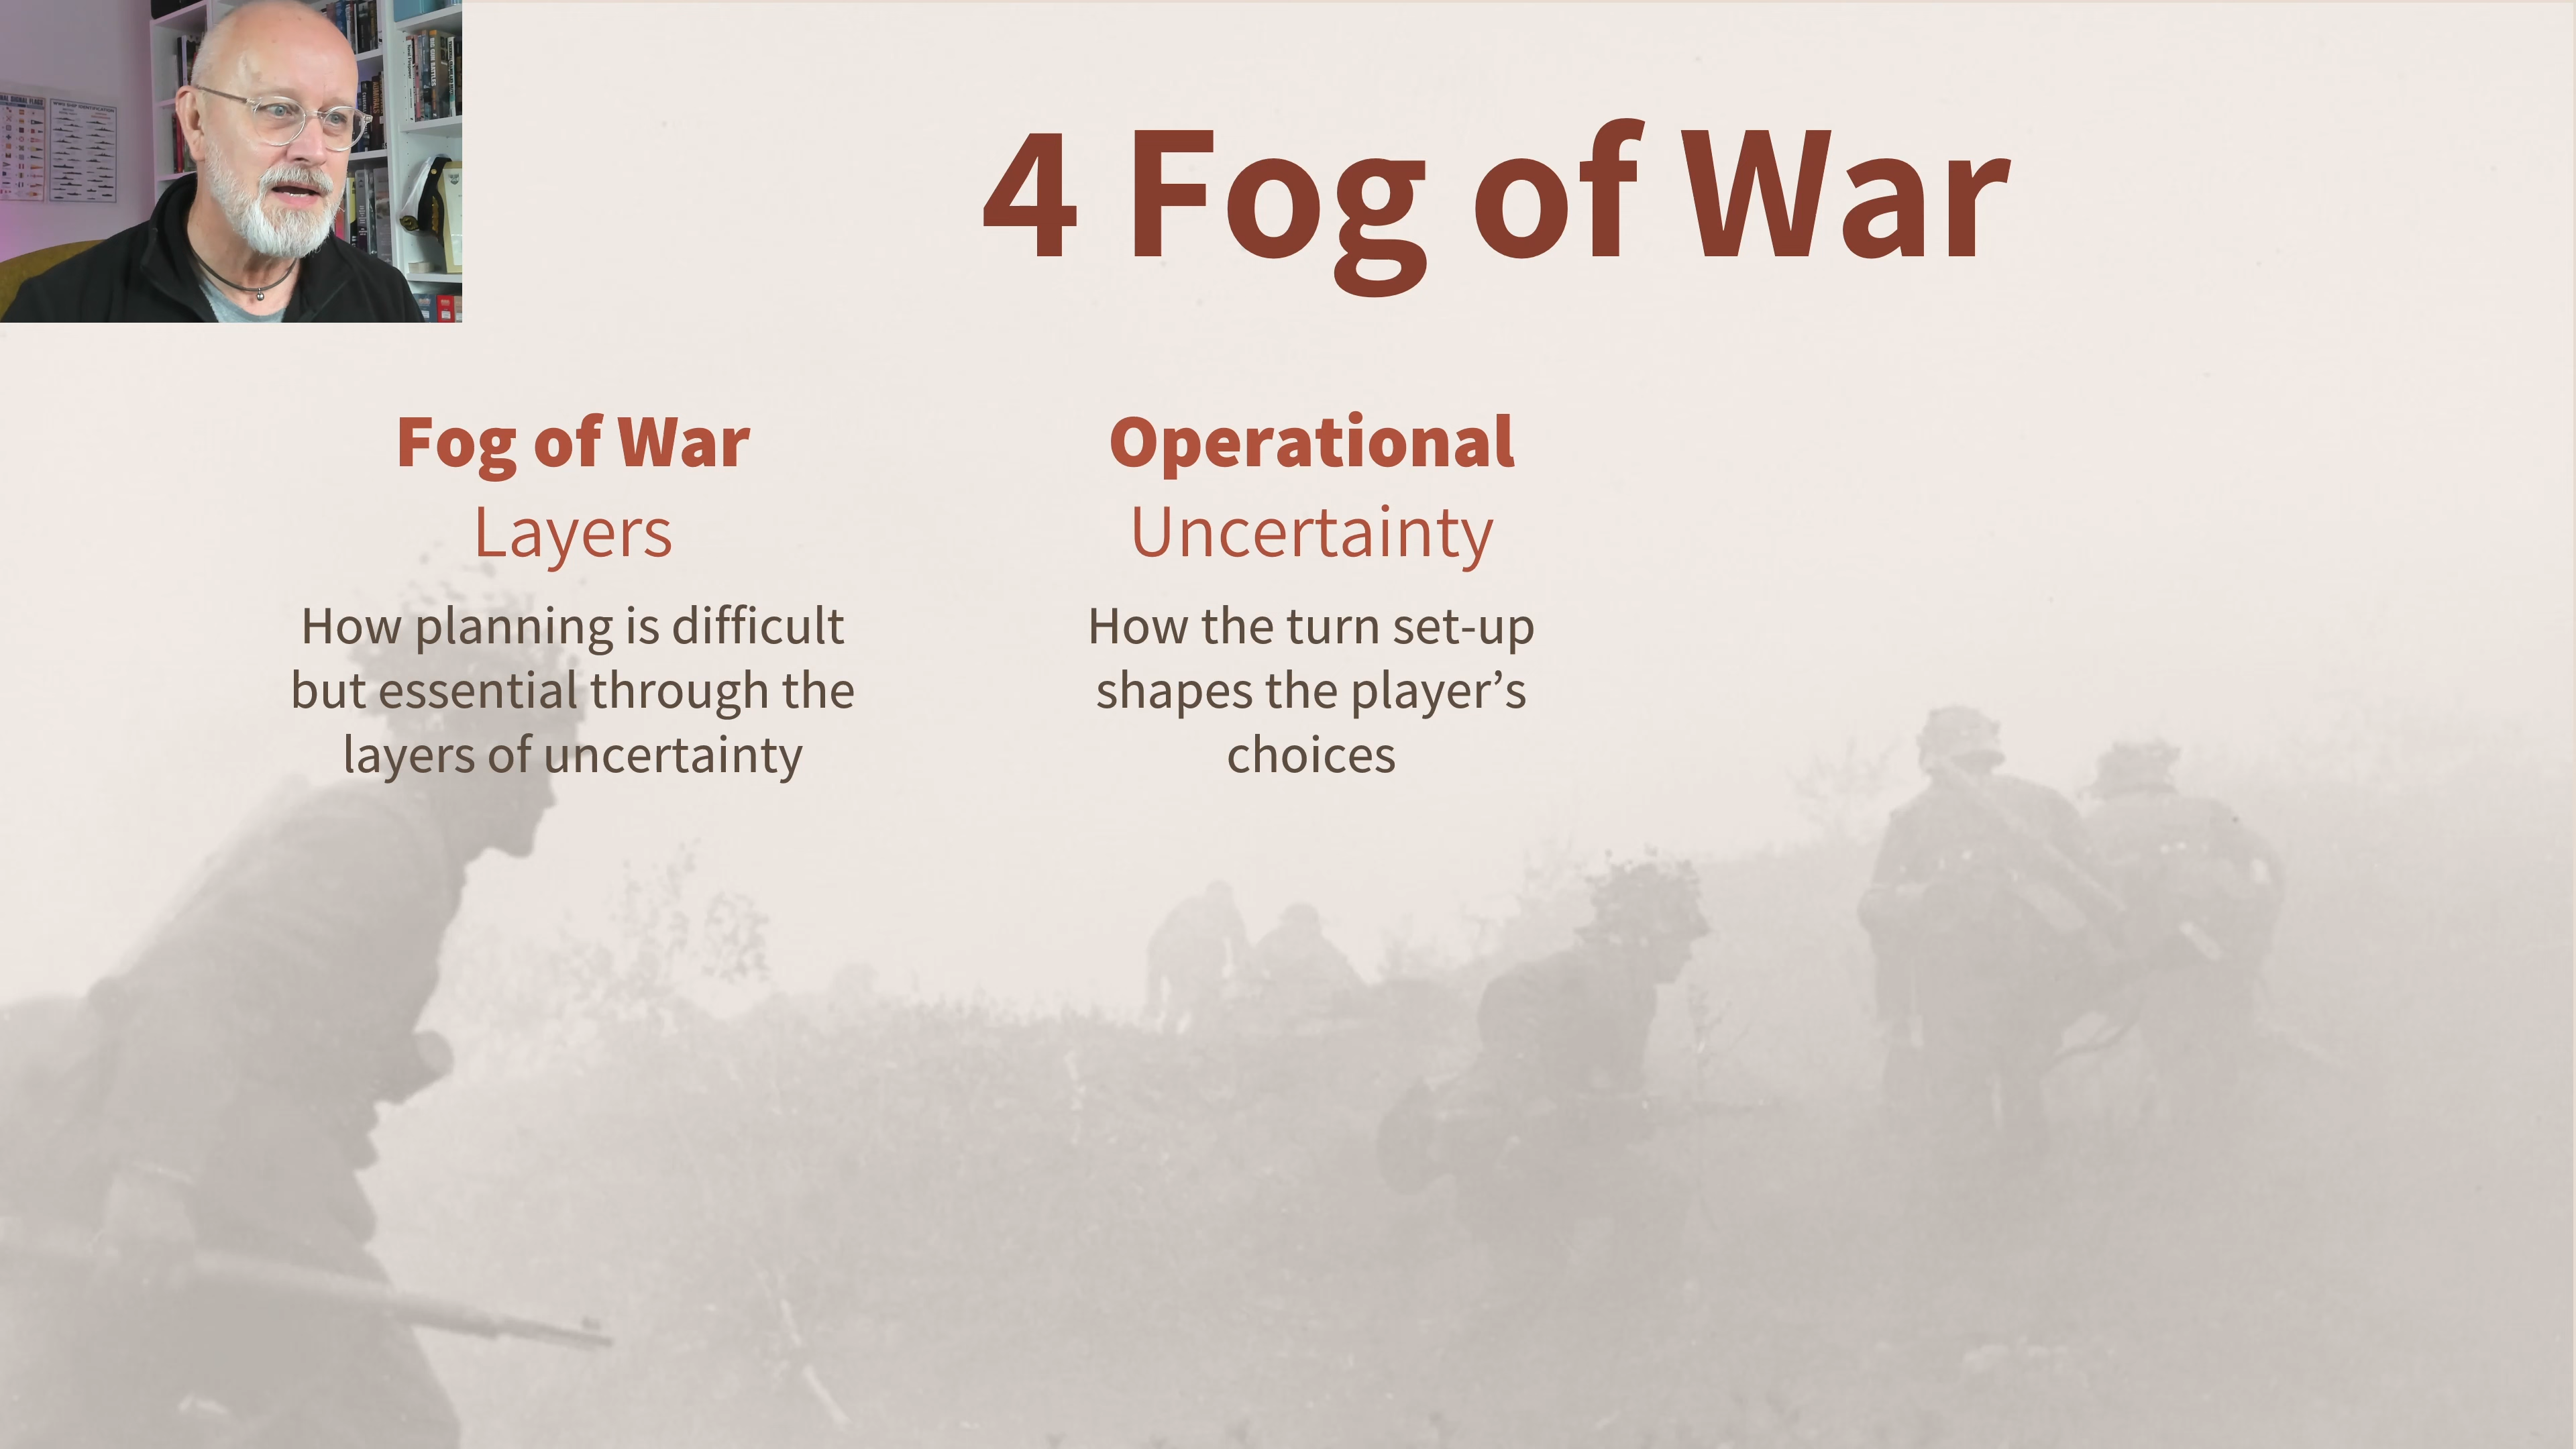 4 Fog of War
Fog of War
Layers
How planning is difficult
but essential through the
layers of uncertainty
Operational
Uncertainty
How the turn set-up
shapes the player’s
choices